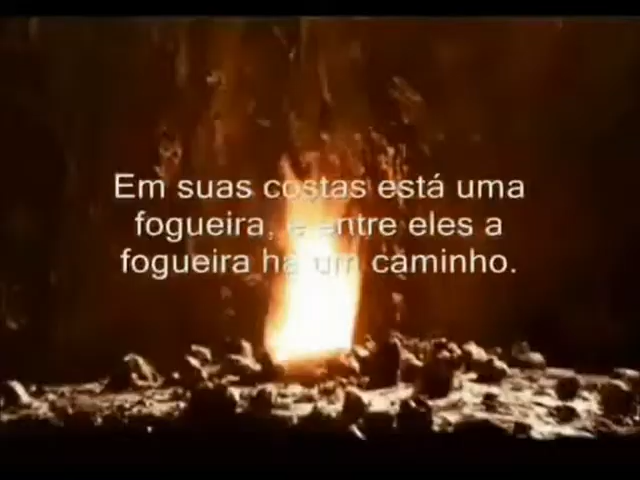 Em suas costas está uma
fogueira, e entre eles a
fogueira há um caminho.